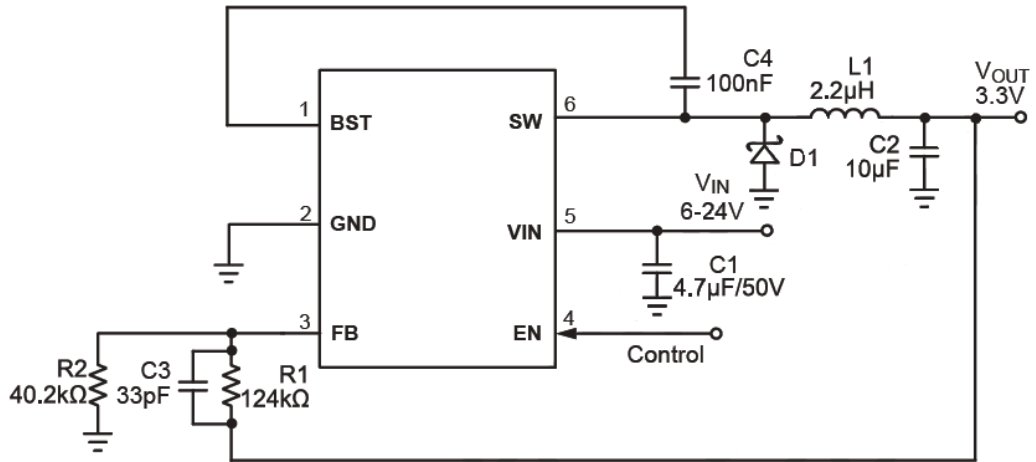 C4
100nF
L1
2.2µH
VOUT
3.3V
1
BST
SW
6
D1
C2
10µF
VIN
6-24V
2
GND
VIN
5
C1
4.7µF/50V
3
FB
EN
4
Control
R2
40.2kΩ
C3
33pF
R1
124kΩ